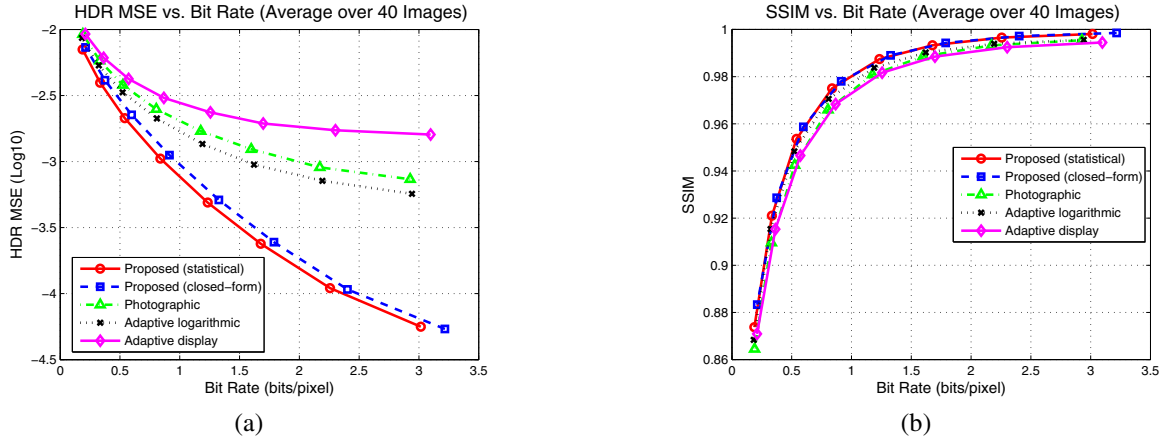 HDR MSE vs. Bit Rate (Average over 40 Images)
−2
−2.5
−3
−3.5
−4
−4.5
HDR MSE (Log10)
Proposed (statistical)
Proposed (closed−form)
Photographic
Adaptive logarithmic
Adaptive display
0 0.5 1 1.5 2 2.5 3 3.5
Bit Rate (bits/pixel)
(a)
SSIM vs. Bit Rate (Average over 40 Images)
1
0.98
0.96
0.94
0.92
0.9
0.88
0.86
SSIM
Proposed (statistical)
Proposed (closed−form)
Photographic
Adaptive logarithmic
Adaptive display
0 0.5 1 1.5 2 2.5 3 3.5
Bit Rate (bits/pixel)
(b)